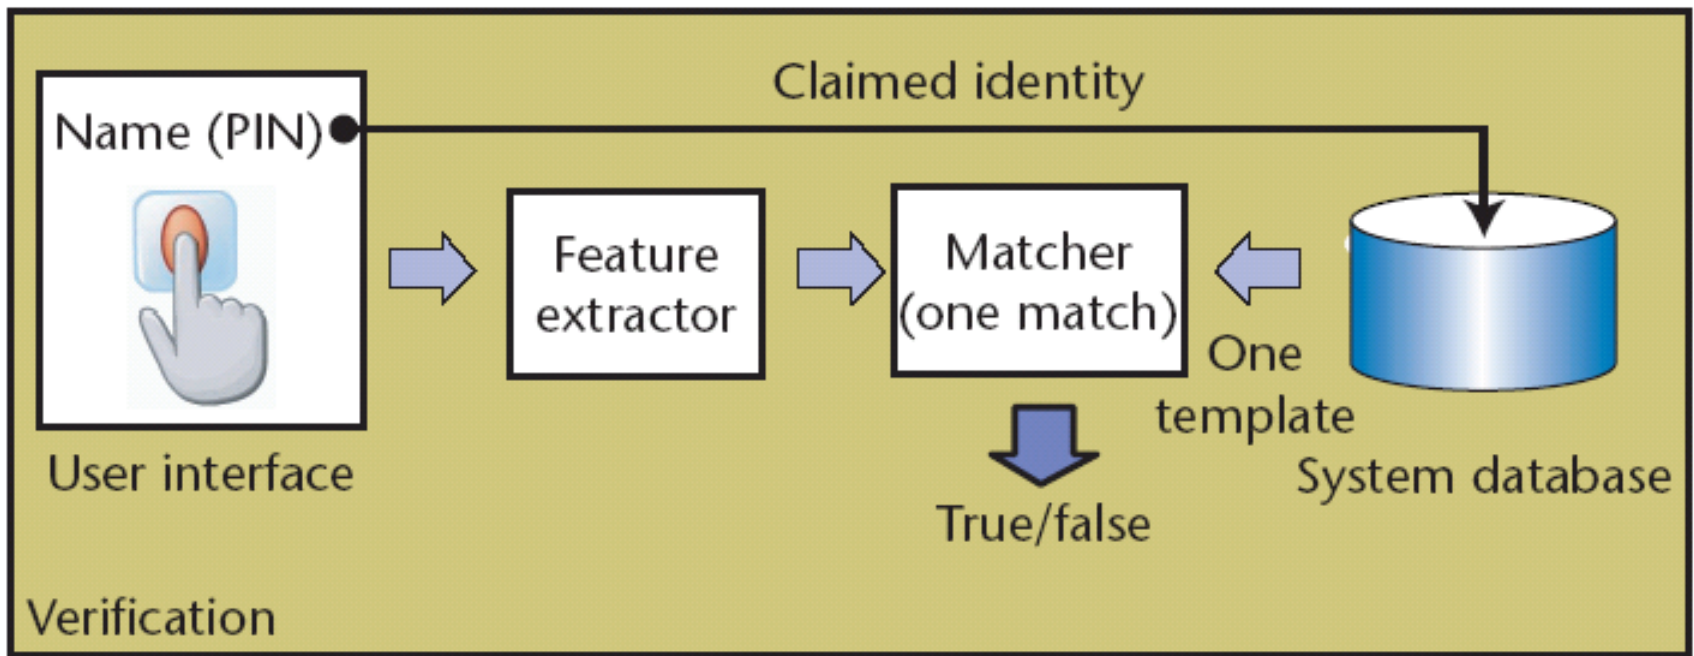 Claimed identity
Name (PIN)
Feature
extractor
Matcher
(one match)
One
template
User interface
System database
True/false
Verification